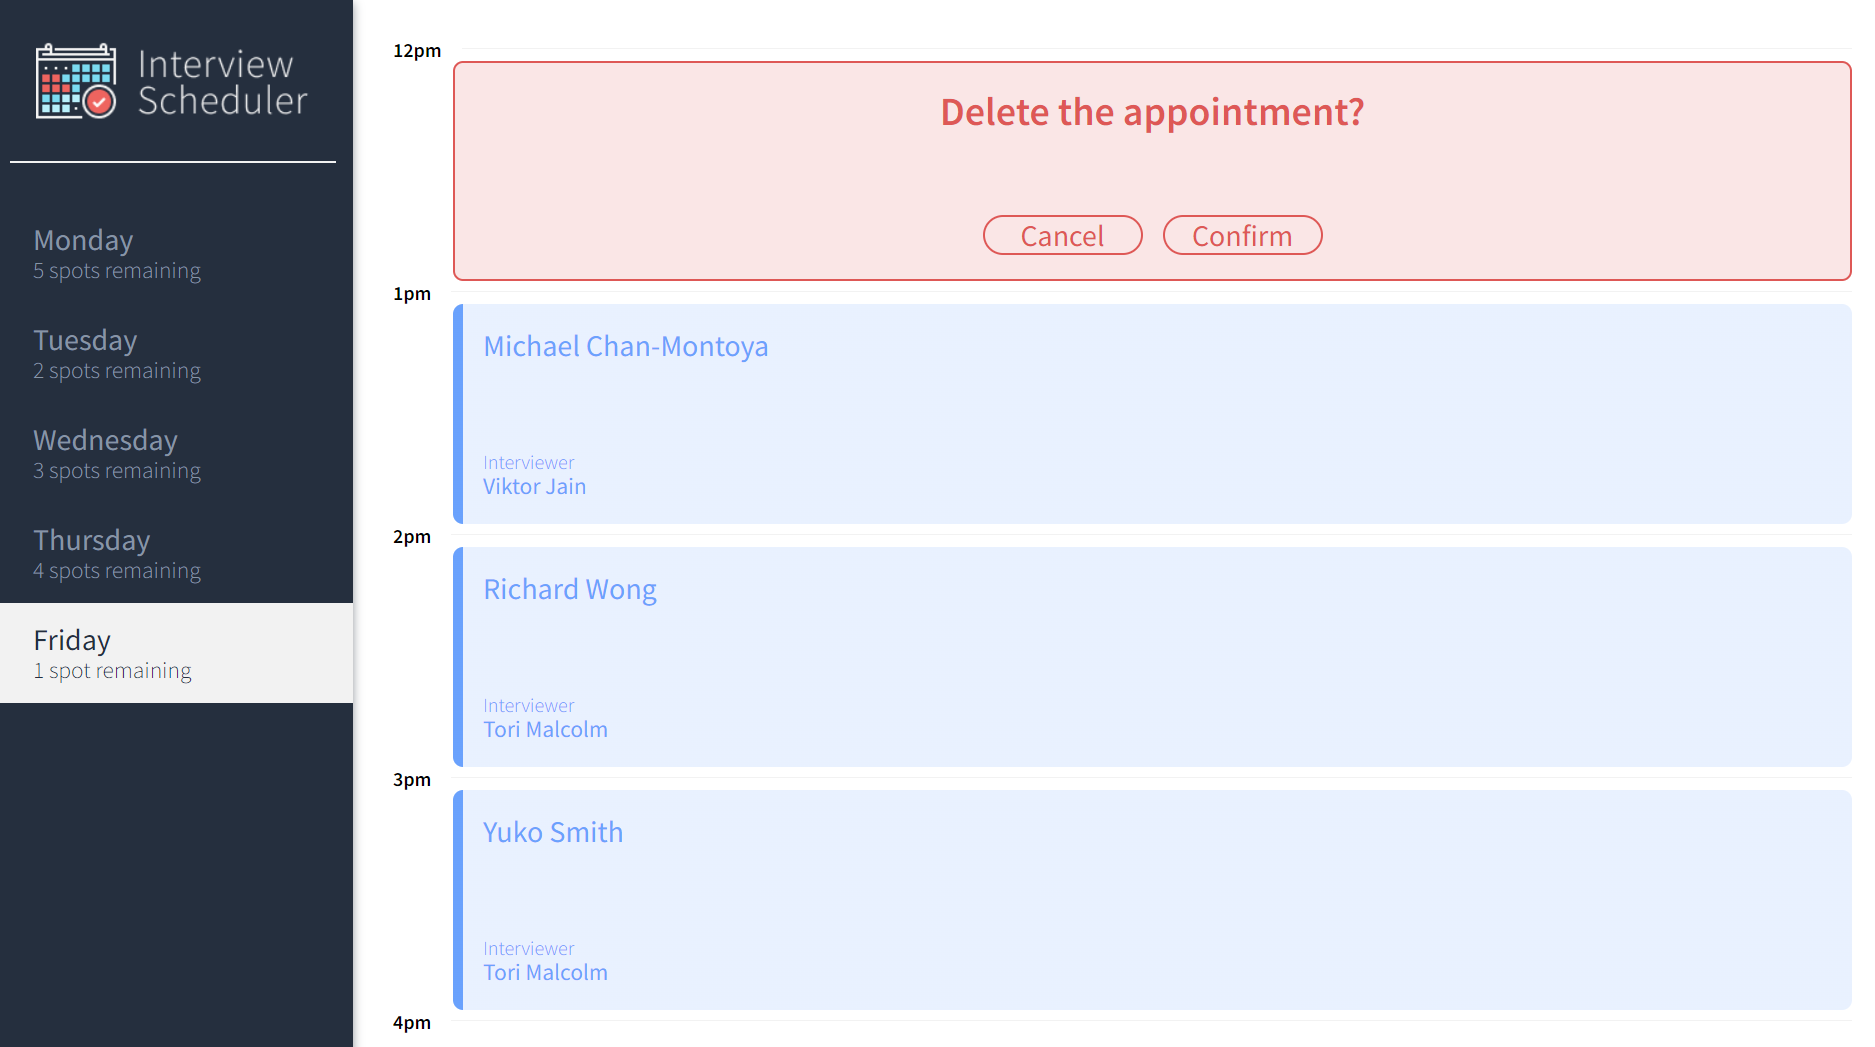 Interview
Scheduler
Monday
5 spots remaining
Tuesday
2 spots remaining
Wednesday
3 spots remaining
Thursday
4 spots remaining
Friday
1 spot remaining
12pm
Delete the appointment?
Cancel Confirm
1pm
Michael Chan-Montoya
Interviewer
Viktor Jain
2pm
Richard Wong
Interviewer
Tori Malcolm
3pm
Yuko Smith
Interviewer
Tori Malcolm
4pm